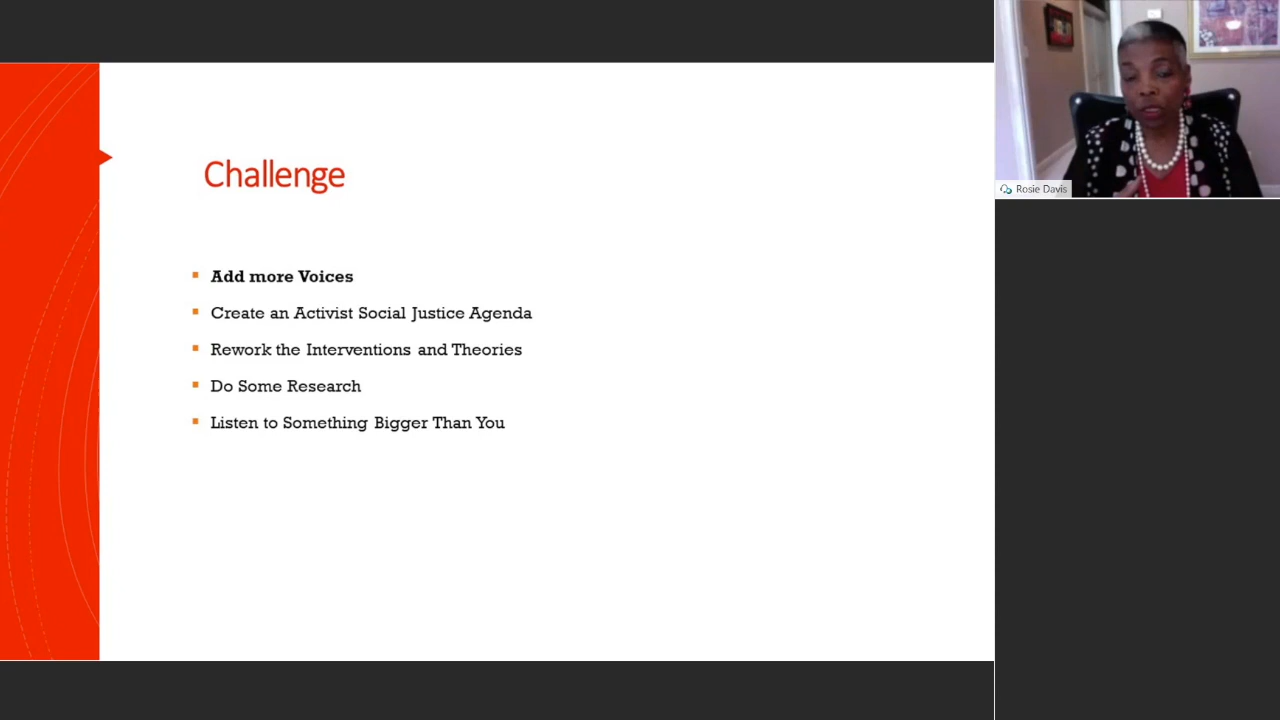 Challenge
Add more Voices
Create an Activist Social Justice Agenda
Rework the Interventions and Theories
Do Some Research
Listen to Something Bigger Than You
Rosie Davis